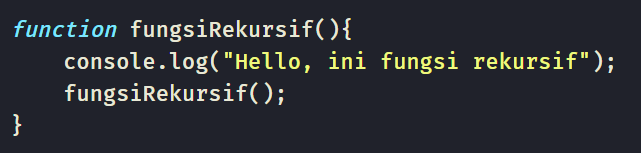 function fungsiRekursif(){
    console.log("Hello, ini fungsi rekursif");
    fungsiRekursif();
}